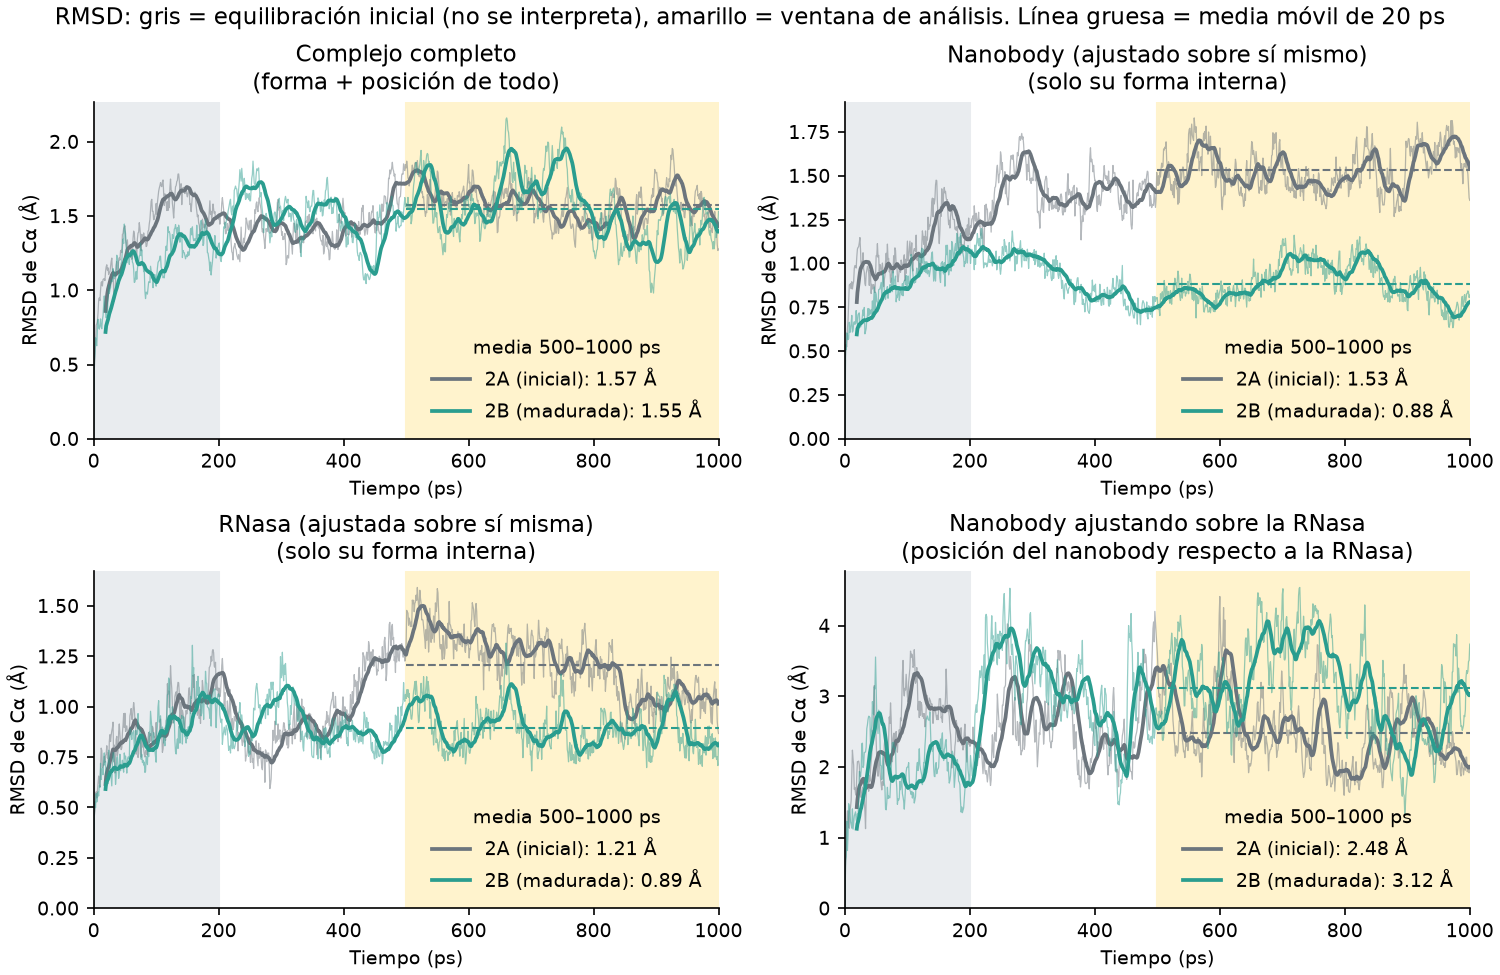 RMSD: gris = equilibración inicial (no se interpreta), amarillo = ventana de análisis. Línea gruesa = media móvil de 20 ps
Complejo completo
(forma + posición de todo)
RMSD de Cα (Å)
2.0
1.5
1.0
0.5
0.0
media 500–1000 ps
2A (inicial): 1.57 Å
2B (madurada): 1.55 Å
0 200 400 600 800 1000
Tiempo (ps)
Nanobody (ajustado sobre sí mismo)
(solo su forma interna)
RMSD de Cα (Å)
1.75
1.50
1.25
1.00
0.75
0.50
0.25
0.00
media 500–1000 ps
2A (inicial): 1.53 Å
2B (madurada): 0.88 Å
0 200 400 600 800 1000
Tiempo (ps)
RNasa (ajustada sobre sí misma)
(solo su forma interna)
RMSD de Cα (Å)
1.50
1.25
1.00
0.75
0.50
0.25
0.00
media 500–1000 ps
2A (inicial): 1.21 Å
2B (madurada): 0.89 Å
0 200 400 600 800 1000
Tiempo (ps)
Nanobody ajustando sobre la RNasa
(posición del nanobody respecto a la RNasa)
RMSD de Cα (Å)
4
3
2
1
0
media 500–1000 ps
2A (inicial): 2.48 Å
2B (madurada): 3.12 Å
0 200 400 600 800 1000
Tiempo (ps)